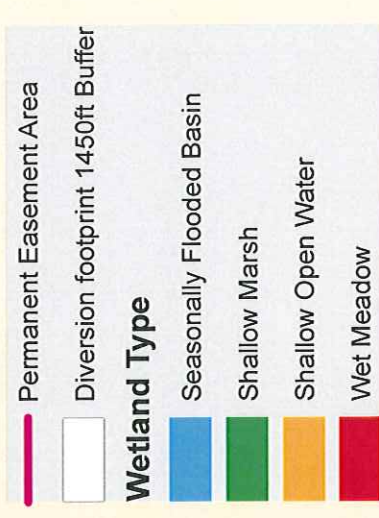 Permanent Easement Area
Diversion footprint 1450ft Buffer
Wetland Type
Seasonally Flooded Basin
Shallow Marsh
Shallow Open Water
Wet Meadow